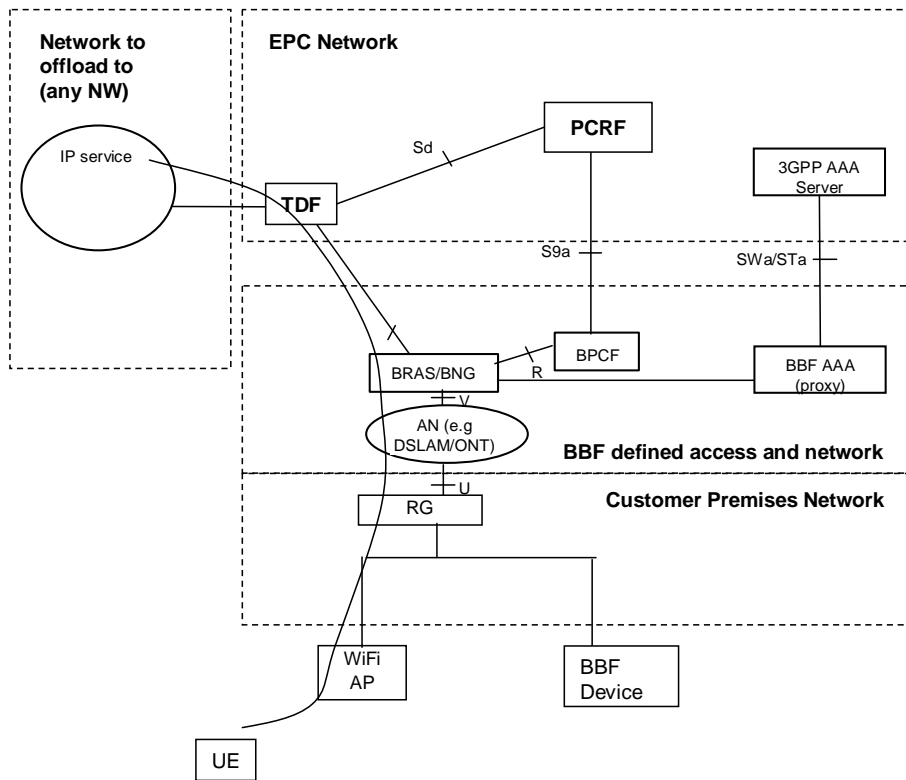 Network to
offload to
(any NW)
EPC Network
IP service
TDF
Sd
PCRF
3GPP AAA
Server
S9a
SWa/STa
BRAS/BNG
R
BPCF
BBF AAA
(proxy)
V
AN (e.g
DSLAM/ONT)
BBF defined access and network
U
RG
Customer Premises Network
WiFi
AP
BBF
Device
UE